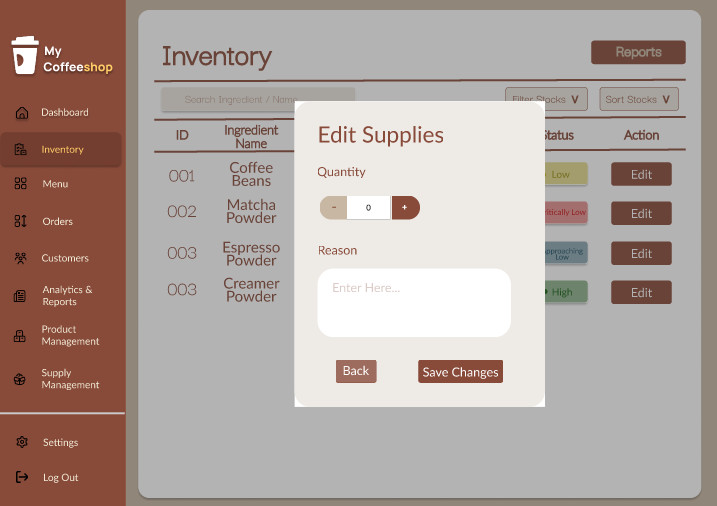 My
Coffeeshop
Dashboard
Inventory
Menu
Orders
Customers
Analytics &
Reports
Product
Management
Supply
Management
Settings
Log Out
Inventory
Reports
Search Ingredient / Name
Filter Stocks ∨
Sort Stocks ∨
ID
Ingredient
Name
Status
Action
001
Coffee
Beans
Low
Edit
002
Matcha
Powder
Critically Low
Edit
003
Espresso
Powder
Approaching
Low
Edit
003
Creamer
Powder
High
Edit
Edit Supplies
Quantity
- 0 +
Reason
Enter Here...
Back
Save Changes